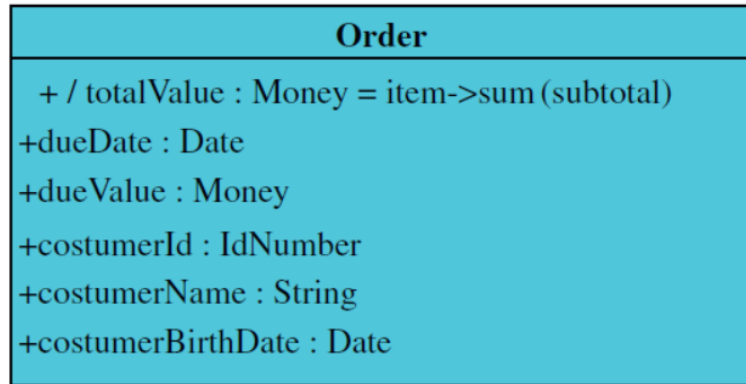 Order
+ / totalValue : Money = item->sum (subtotal)
+dueDate : Date
+dueValue : Money
+costumerId : IdNumber
+costumerName : String
+costumerBirthDate : Date